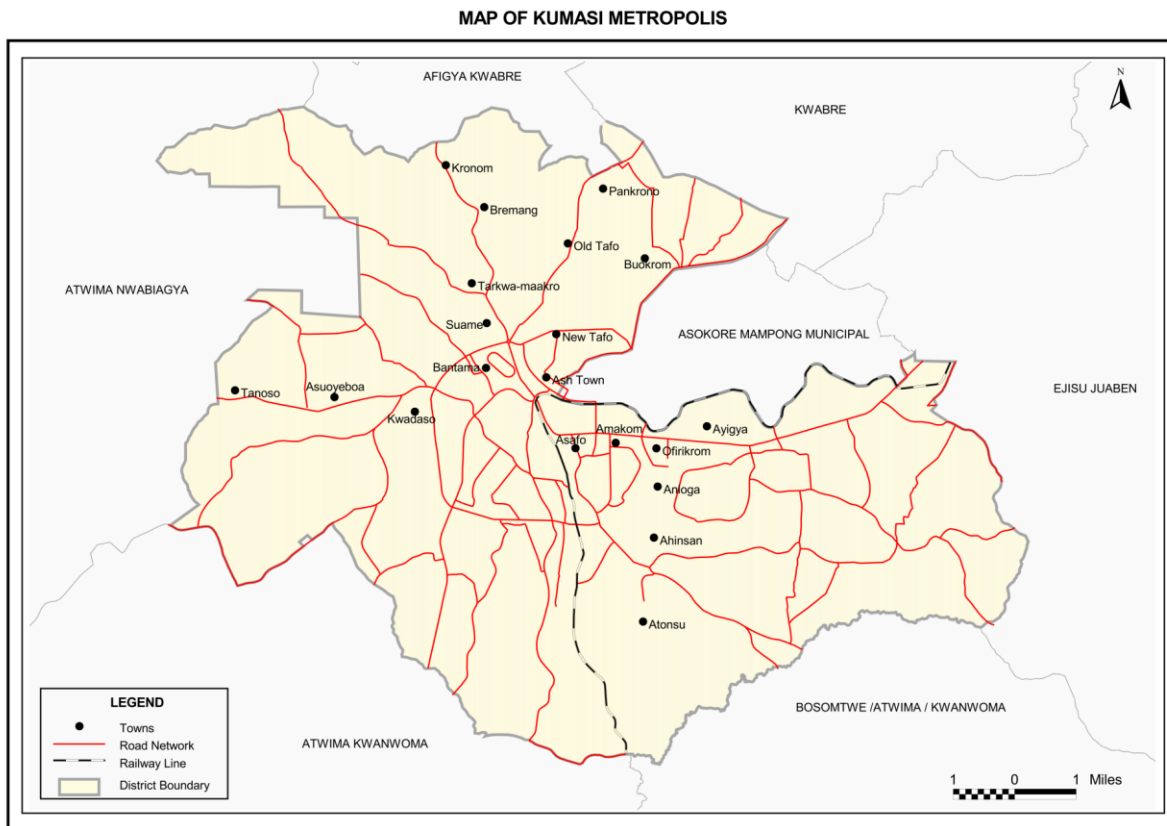 MAP OF KUMASI METROPOLIS
AFIGYA KWABRE
N
KWABRE
Kronom
Pankrono
Bremang
Old Tafo
Buokrom
ATWIMA NWABIAGYA
Tarkwa-maakro
Suame
New Tafo
ASOKORE MAMPONG MUNICIPAL
Bantama
Ash Town
EJISU JUABEN
Tanoso
Asuoyeboa
Kwadaso
Amakom
Ayigya
Asafo
Ofirikrom
Anloga
Ahinsan
Atonsu
LEGEND
Towns
Road Network
Railway Line
District Boundary
ATWIMA KWANWOMA
BOSOMTWE /ATWIMA / KWANWOMA
1 0 1 Miles